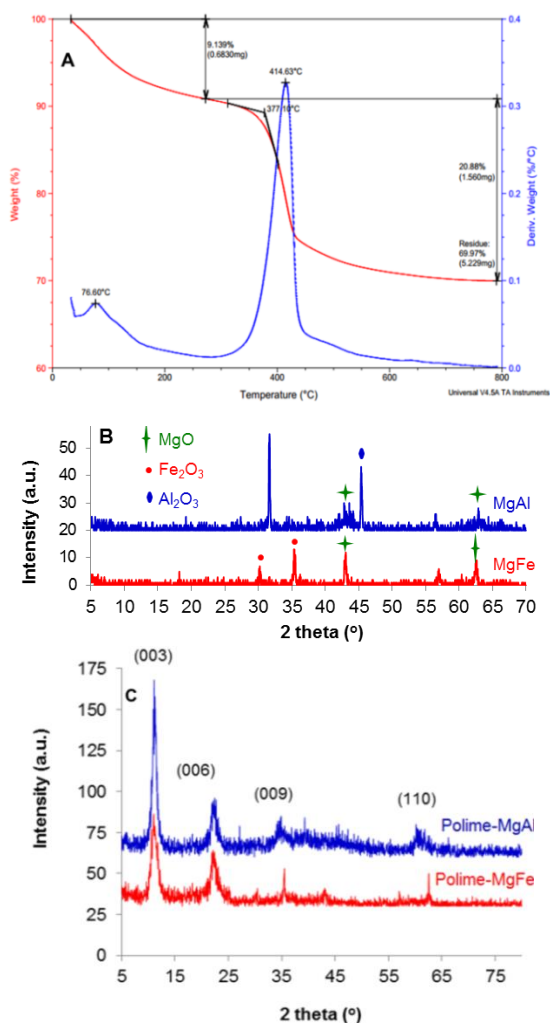 A
100
90
80
70
60
Weight (%)
9.139%
(0.6830mg)
414.63°C
377.10°C
76.60°C
20.88%
(1.560mg)
Residue:
69.97%
(5.229mg)
0.4
0.3
0.2
0.1
0.0
Deriv. Weight (%/°C)
0 200 400 600 800
Temperature (°C)
Universal V4.5A TA Instruments
B
MgO
Fe2O3
Al2O3
MgAl
MgFe
50
40
30
20
10
0
Intensity (a.u.)
5 10 15 20 25 30 35 40 45 50 55 60 65 70
2 theta (°)
C
(003)
(006)
(009)
(110)
Polime-MgAl
Polime-MgFe
175
150
125
100
75
50
25
0
Intensity (a.u.)
5 15 25 35 45 55 65 75
2 theta (°)